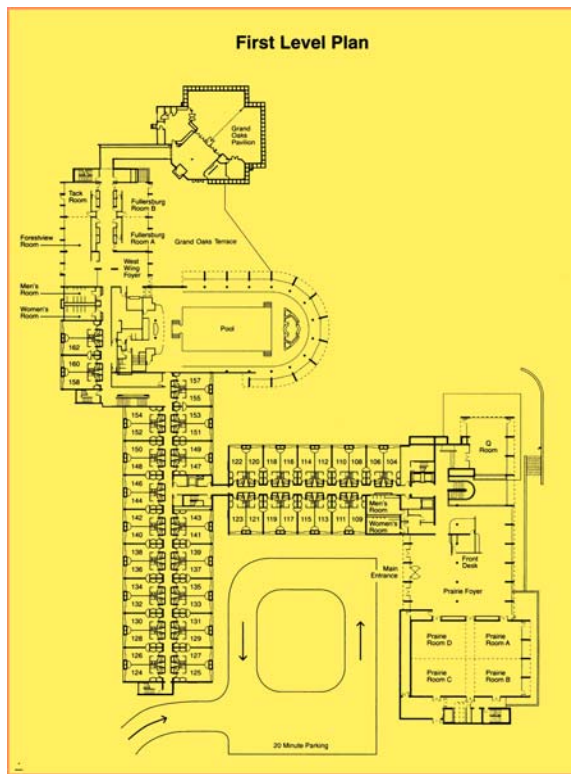 First Level Plan
Grand
Oaks
Pavilion
Tack
Room
Fullersburg
Room B
Forestview
Room
Fullersburg
Room A
Grand Oaks Terrace
West
Wing
Foyer
Men's
Room
Women's
Room
Pool
162
160
158
157
155
154
153
152
151
150
149
148
147
146
144
142
143
140
141
138
139
136
137
134
135
132
133
130
131
128
129
126
127
124
125
122
120
118
116
114
112
110
108
106
104
Q
Room
123
121
119
117
115
113
111
109
Men's
Room
Women's
Room
Front
Desk
Main
Entrance
Prairie Foyer
Prairie
Room D
Prairie
Room A
Prairie
Room C
Prairie
Room B
20 Minute Parking